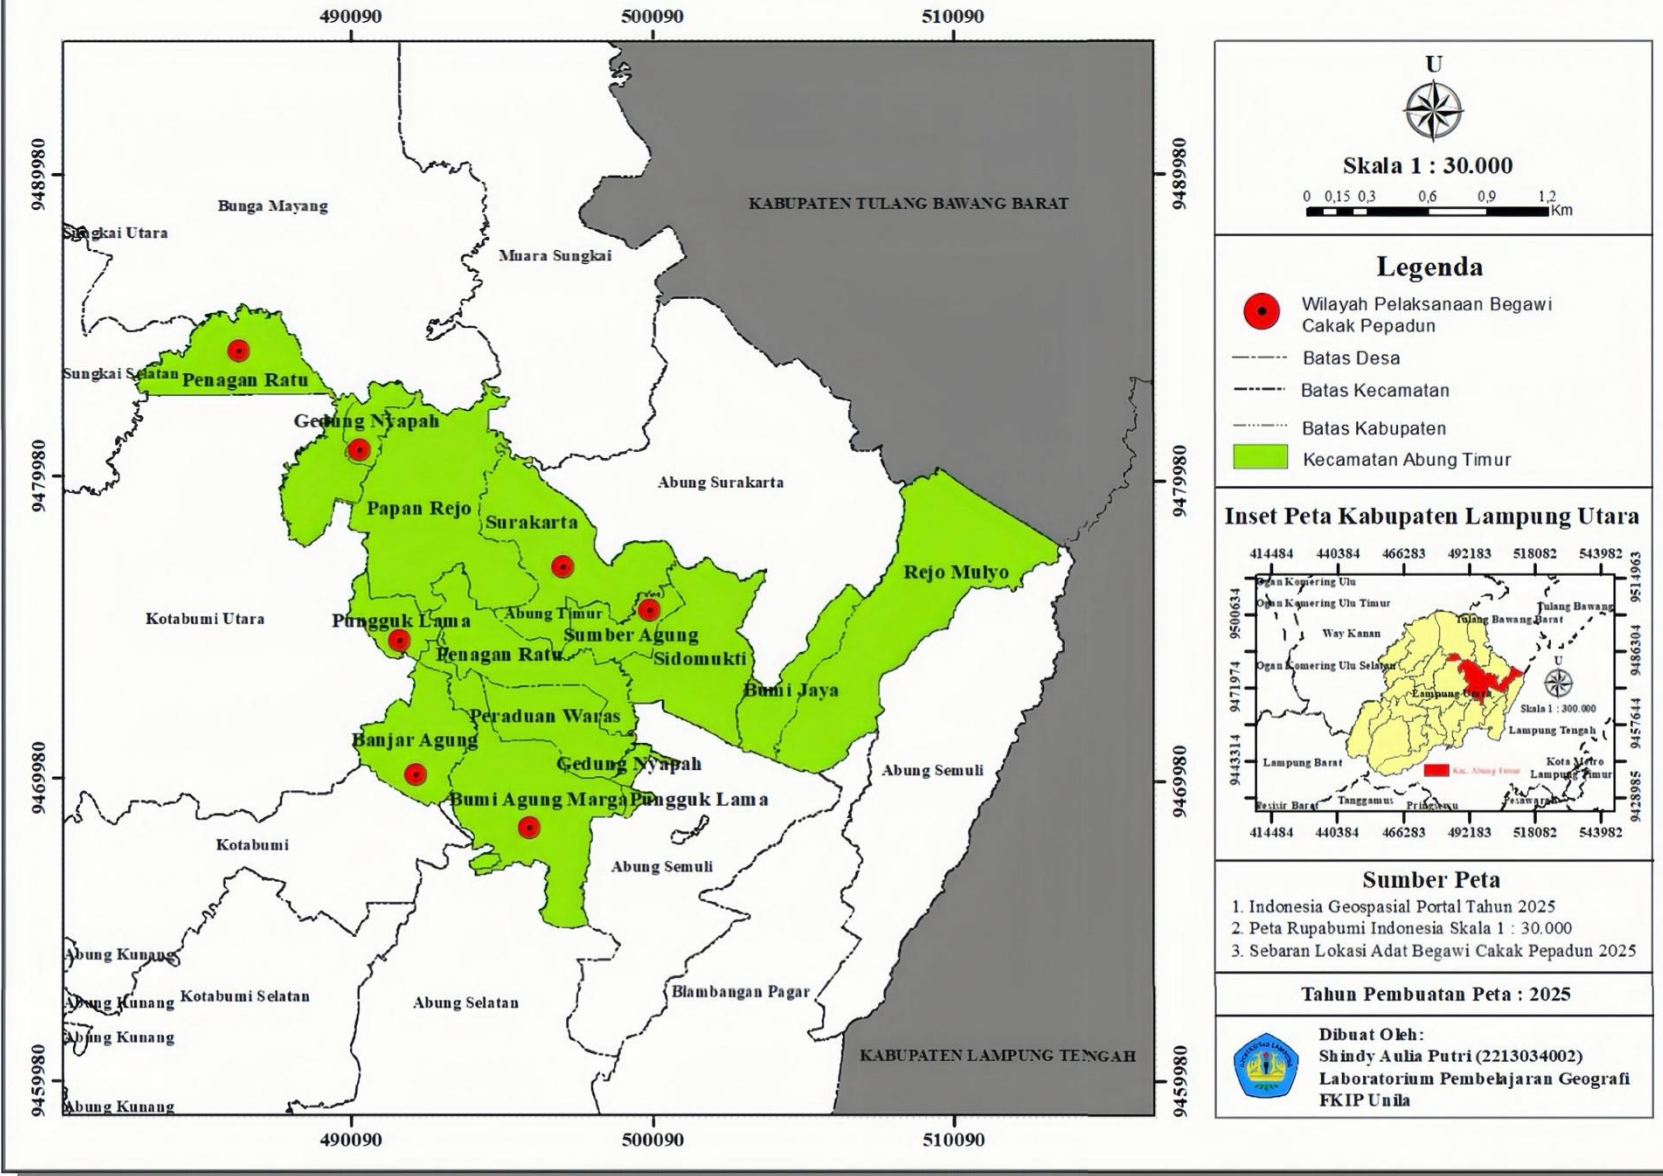 490090 500090 510090
9489980
9489980
Bunga Mayang
KABUPATEN TULANG BAWANG BARAT
Sungkai Utara
Muara Sungkai
Sungkai Selatan
Penagan Ratu
Gedung Nyapah
9479980
9479980
Abung Surakarta
Papan Rejo
Surakarta
Rejo Mulyo
Kotabumi Utara
Abung Timur
Pungguk Lama
Sumber Agung
Penagan Ratu
Sidomukti
Bumi Jaya
Peraduan Waras
Banjar Agung
Gedung Nyapah
Abung Semuli
9469980
9469980
Bumi Agung Marga
Pungguk Lama
Kotabumi
Abung Semuli
Abung Kunang
Kotabumi Selatan
Abung Selatan
Blambangan Pagar
Abung Kunang
Abung Kunang
KABUPATEN LAMPUNG TENGAH
9459980
9459980
Abung Kunang
490090 500090 510090
U
Skala 1 : 30.000
0 0,15 0,3 0,6 0,9 1,2
Km
Legenda
Wilayah Pelaksanaan Begawi
Cakak Pepadun
Batas Desa
Batas Kecamatan
Batas Kabupaten
Kecamatan Abung Timur
Inset Peta Kabupaten Lampung Utara
414484 440384 466283 492183 518082 543982
9500634 9471974 9443314
9514963 9486304 9457644 9428985
Ogan Komering Ulu
Ogan Komering Ulu Timur
Tulang Bawang
Tulang Bawang Barat
Way Kanan
Ogan Komering Ulu Selatan
U
Lampung Utara
Skala 1 : 300.000
Lampung Tengah
Lampung Barat
Kota Metro
Kec. Abung Timur
Lampung Timur
Pesisir Barat
Tanggamus
Pringsewu
Pesawaran
414484 440384 466283 492183 518082 543982
Sumber Peta
1. Indonesia Geospasial Portal Tahun 2025
2. Peta Rupabumi Indonesia Skala 1 : 30.000
3. Sebaran Lokasi Adat Begawi Cakak Pepadun 2025
Tahun Pembuatan Peta : 2025
Dibuat Oleh:
Shindy Aulia Putri (2213034002)
Laboratorium Pembelajaran Geografi
FKIP Unila